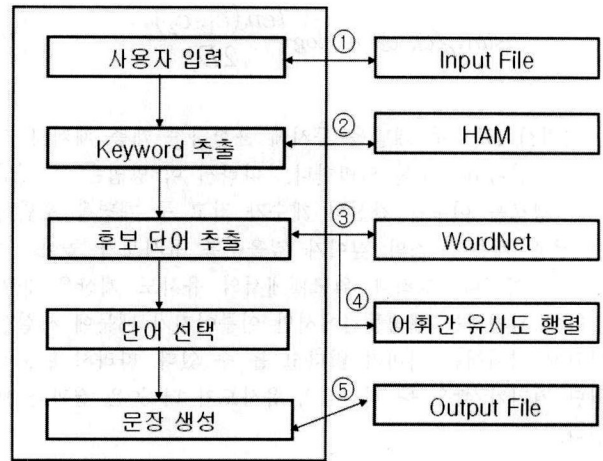 사용자 입력
①
Input File
Keyword 추출
②
HAM
후보 단어 추출
③
WordNet
단어 선택
④
어휘간 유사도 행렬
문장 생성
⑤
Output File